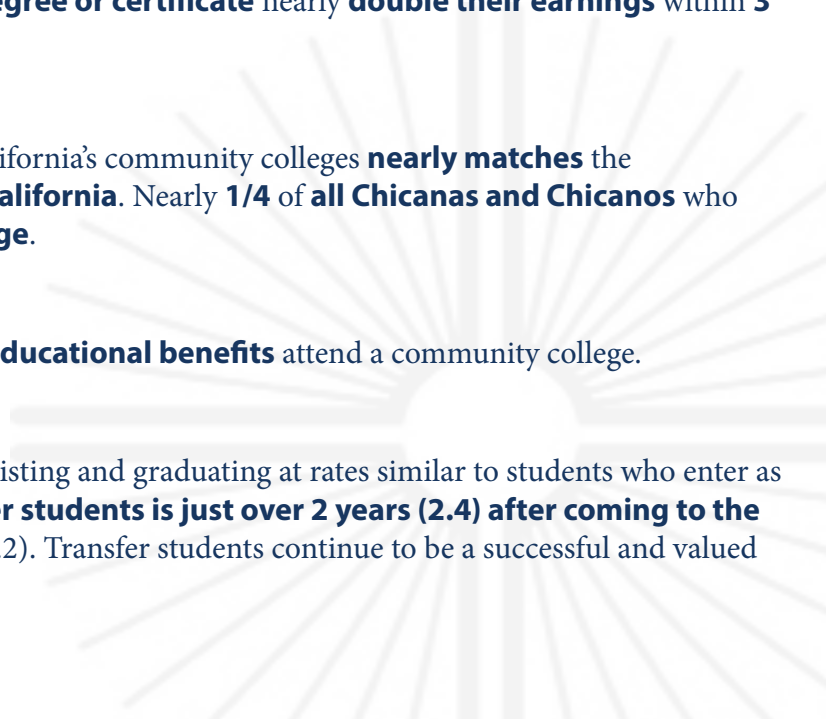 egree or certificate nearly double their earnings within 3
ifornia's community colleges nearly matches the
alifornia. Nearly 1/4 of all Chicanas and Chicanos who
ge.
ducational benefits attend a community college.
isting and graduating at rates similar to students who enter as
r students is just over 2 years (2.4) after coming to the
.2). Transfer students continue to be a successful and valued